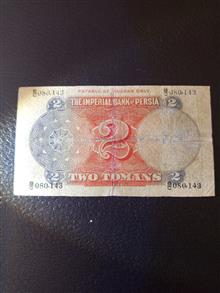 PAYABLE AT TEHERAN ONLY
080,143 080,143
2 THE IMPERIAL BANK OF PERSIA 2
2
2 TWO TOMANS 2
080,143 080,143